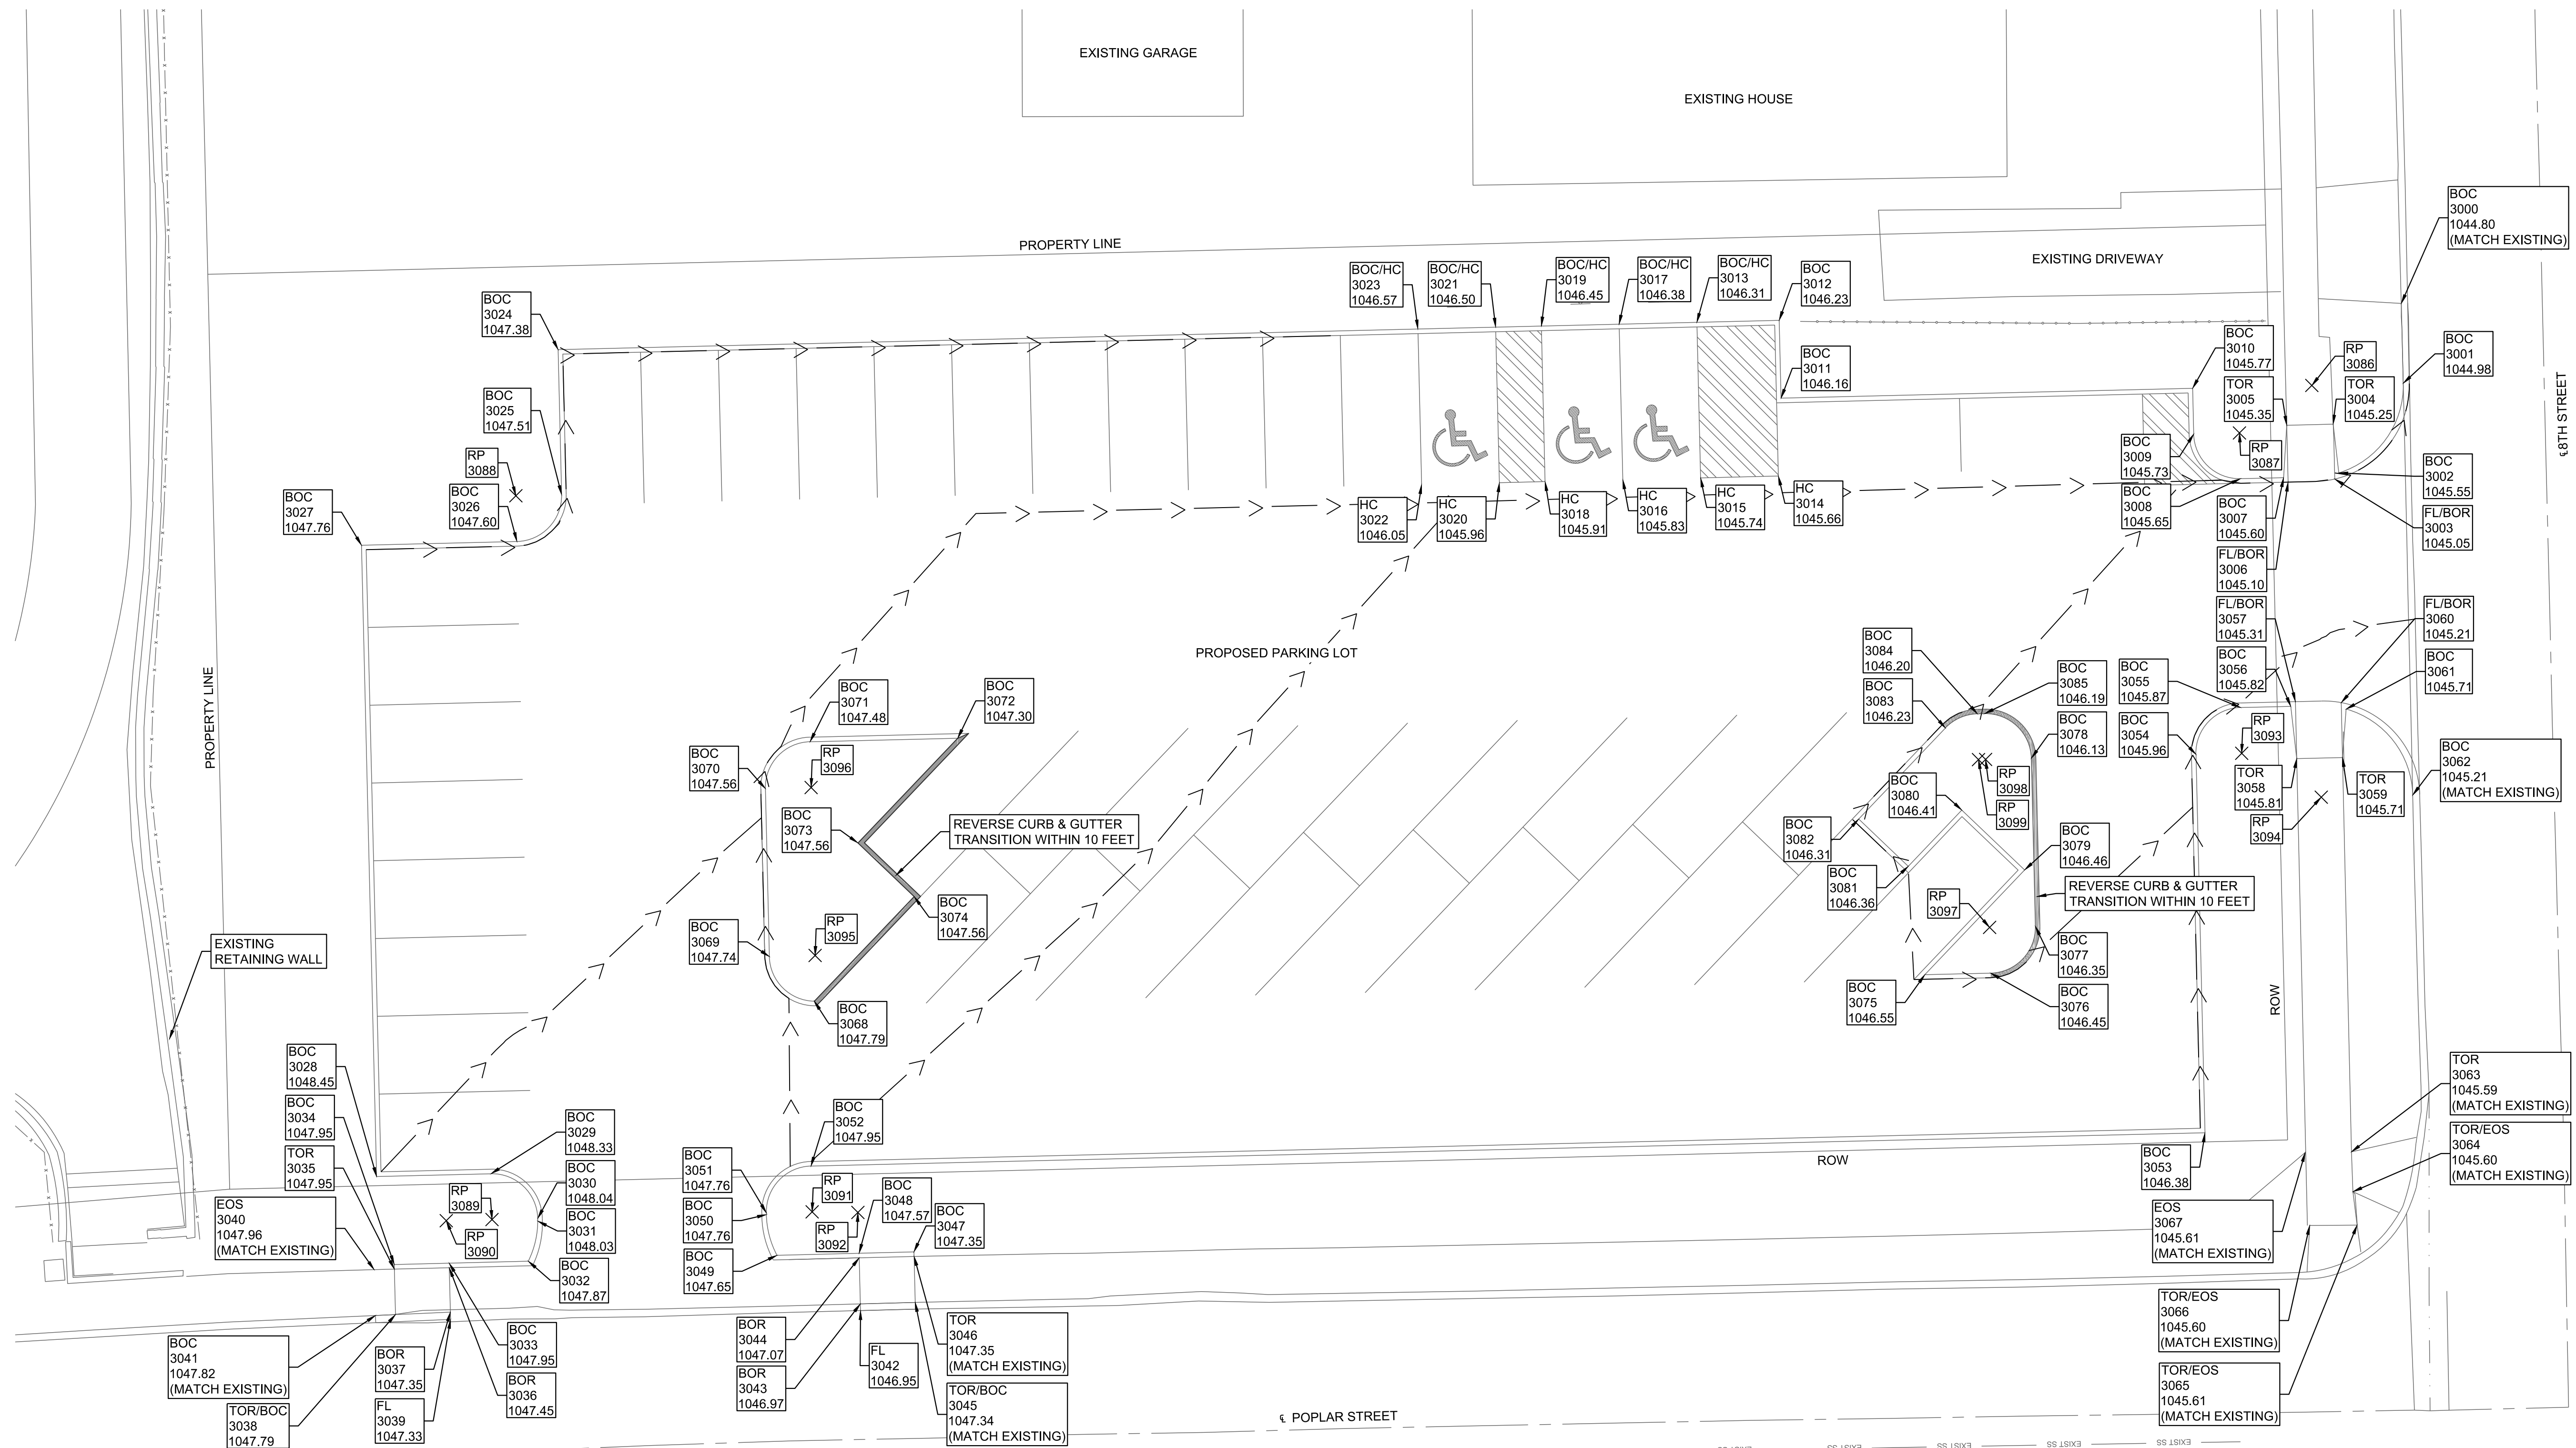 EXISTING GARAGE
EXISTING HOUSE
BOC
3000
1044.80
(MATCH EXISTING)
PROPERTY LINE
EXISTING DRIVEWAY
BOC/HC
3023
1046.57
BOC/HC
3021
1046.50
BOC/HC
3019
1046.45
BOC/HC
3017
1046.38
BOC/HC
3013
1046.31
BOC
3012
1046.23
BOC
3024
1047.38
BOC
3010
1045.77
RP
3086
BOC
3001
1044.98
BOC
3011
1046.16
TOR
3005
1045.35
TOR
3004
1045.25
℄ 8TH STREET
BOC
3025
1047.51
RP
3088
BOC
3026
1047.60
BOC
3027
1047.76
BOC
3009
1045.73
RP
3087
BOC
3002
1045.55
HC
3022
1046.05
HC
3020
1045.96
HC
3018
1045.91
HC
3016
1045.83
HC
3015
1045.74
HC
3014
1045.66
BOC
3008
1045.65
BOC
3007
1045.60
FL/BOR
3003
1045.05
FL/BOR
3006
1045.10
FL/BOR
3057
1045.31
FL/BOR
3060
1045.21
PROPOSED PARKING LOT
BOC
3084
1046.20
BOC
3085
1046.19
BOC
3055
1045.87
BOC
3056
1045.82
BOC
3061
1045.71
PROPERTY LINE
BOC
3071
1047.48
BOC
3072
1047.30
BOC
3083
1046.23
BOC
3078
1046.13
BOC
3054
1045.96
RP
3093
BOC
3070
1047.56
RP
3096
BOC
3062
1045.21
(MATCH EXISTING)
BOC
3080
1046.41
RP
3098
RP
3099
TOR
3058
1045.81
TOR
3059
1045.71
BOC
3073
1047.56
REVERSE CURB & GUTTER
TRANSITION WITHIN 10 FEET
BOC
3082
1046.31
BOC
3079
1046.46
RP
3094
BOC
3081
1046.36
RP
3097
REVERSE CURB & GUTTER
TRANSITION WITHIN 10 FEET
BOC
3074
1047.56
BOC
3069
1047.74
RP
3095
EXISTING
RETAINING WALL
BOC
3077
1046.35
BOC
3075
1046.55
BOC
3076
1046.45
ROW
BOC
3068
1047.79
BOC
3028
1048.45
BOC
3034
1047.95
TOR
3035
1047.95
BOC
3029
1048.33
BOC
3052
1047.95
TOR
3063
1045.59
(MATCH EXISTING)
TOR/EOS
3064
1045.60
(MATCH EXISTING)
BOC
3051
1047.76
ROW
BOC
3053
1046.38
BOC
3030
1048.04
RP
3089
RP
3091
BOC
3048
1047.57
EOS
3040
1047.96
(MATCH EXISTING)
BOC
3031
1048.03
RP
3090
BOC
3050
1047.76
RP
3092
BOC
3047
1047.35
EOS
3067
1045.61
(MATCH EXISTING)
BOC
3049
1047.65
BOC
3032
1047.87
TOR/EOS
3066
1045.60
(MATCH EXISTING)
BOC
3041
1047.82
(MATCH EXISTING)
BOR
3037
1047.35
BOC
3033
1047.95
BOR
3044
1047.07
FL
3042
1046.95
TOR
3046
1047.35
(MATCH EXISTING)
BOR
3036
1047.45
BOR
3043
1046.97
TOR/EOS
3065
1045.61
(MATCH EXISTING)
TOR/BOC
3038
1047.79
FL
3039
1047.33
TOR/BOC
3045
1047.34
(MATCH EXISTING)
℄ POPLAR STREET
EXIST SS
EXIST SS
EXIST SS
EXIST SS
EXIST SS